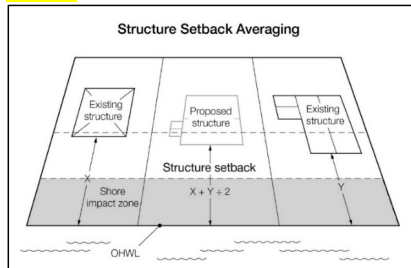 Structure Setback Averaging
Existing
structure
Proposed
structure
Existing
structure
Structure setback
X
Shore
impact zone
X + Y ÷ 2
Y
OHWL